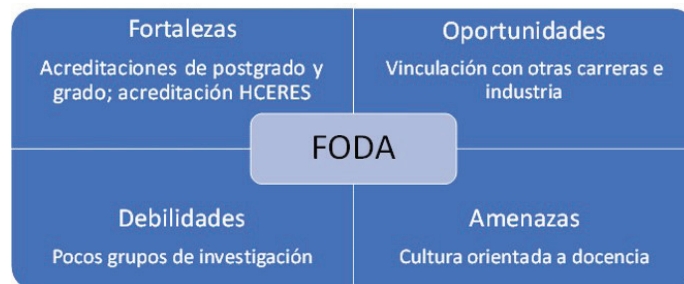 Fortalezas
Acreditaciones de postgrado y
grado; acreditación HCERES
Oportunidades
Vinculación con otras carreras e
industria
FODA
Debilidades
Pocos grupos de investigación
Amenazas
Cultura orientada a docencia